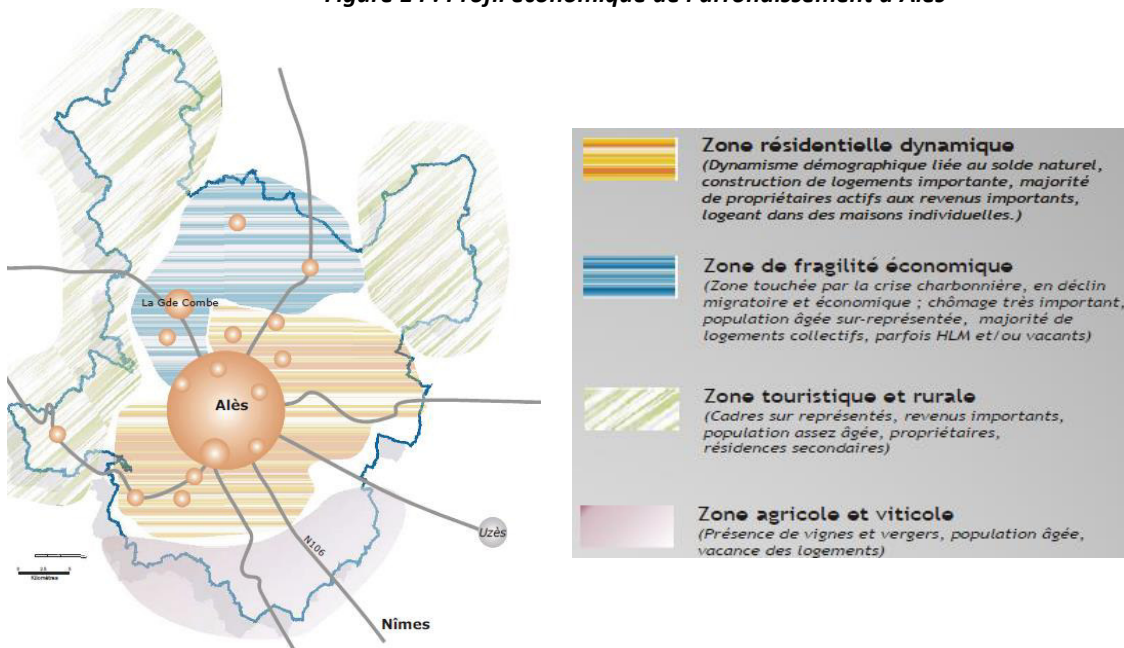 Figure 14 : Profil économique de l'arrondissement d'Alès
La Gde Combe
Alès
Uzès
N106
Nîmes
Kilomètres
Zone résidentielle dynamique
(Dynamisme démographique liée au solde naturel,
construction de logements importante, majorité
de propriétaires actifs aux revenus importants,
logeant dans des maisons individuelles.)
Zone de fragilité économique
(Zone touchée par la crise charbonnière, en déclin
migratoire et économique ; chômage très important,
population âgée sur-représentée, majorité de
logements collectifs, parfois HLM et/ou vacants)
Zone touristique et rurale
(Cadres sur représentés, revenus importants,
population assez âgée, propriétaires,
résidences secondaires)
Zone agricole et viticole
(Présence de vignes et vergers, population âgée,
vacance des logements)